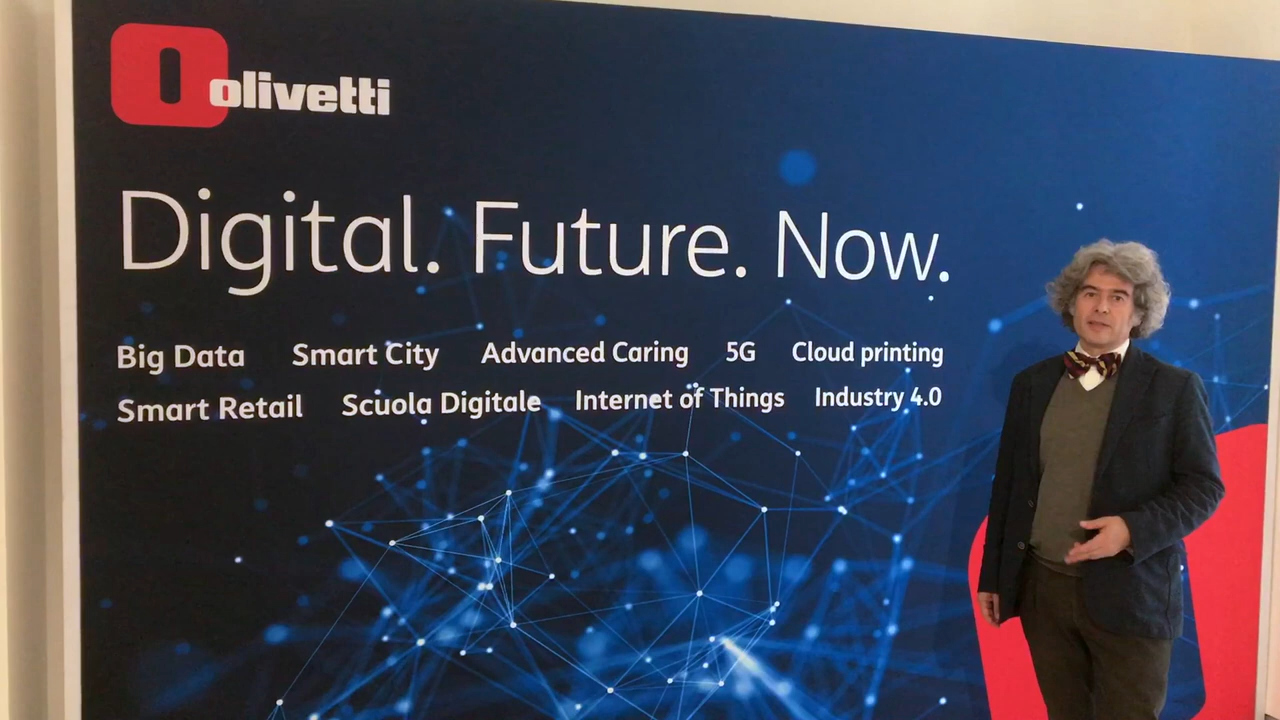 olivetti
Digital. Future. Now.
Big Data Smart City Advanced Caring 5G Cloud printing
Smart Retail Scuola Digitale Internet of Things Industry 4.0